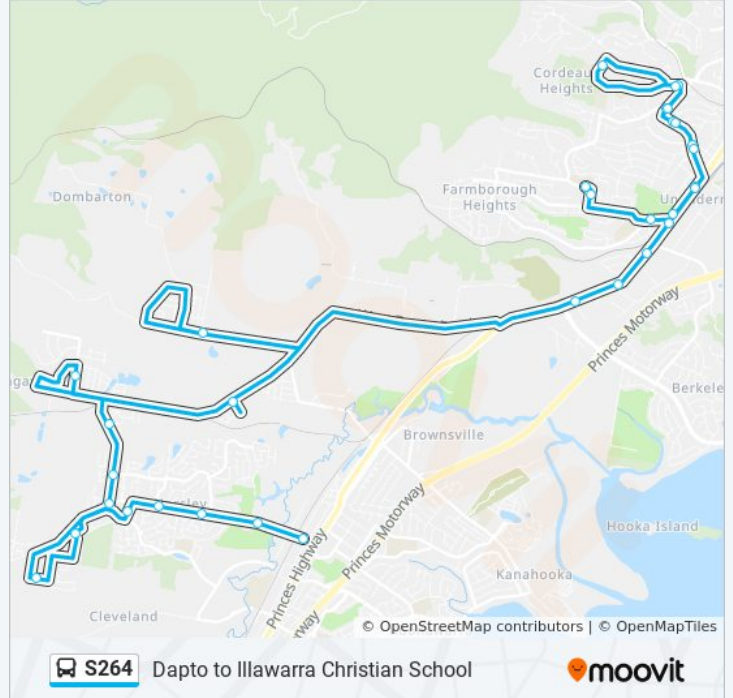 Cordeau
Heights
Farmborough
Heights
Dombarton
Princes Motorway
Berkele
Brownsville
Hooka Island
Princes Highway
Princes Motorway
Kanahooka
Cleveland
© OpenStreetMap contributors | © OpenMapTiles
S264 Dapto to Illawarra Christian School moovit